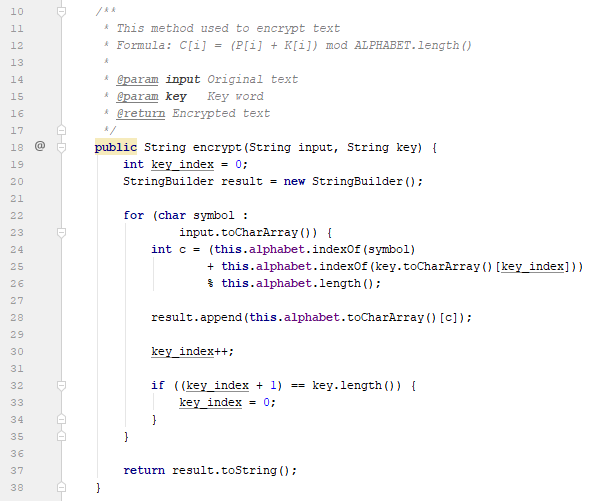 10 /**
11 * This method used to encrypt text
12 * Formula: C[i] = (P[i] + K[i]) mod ALPHABET.length()
13 *
14 * @param input Original text
15 * @param key   Key word
16 * @return Encrypted text
17 */
18 @ public String encrypt(String input, String key) {
19 int key_index = 0;
20 StringBuilder result = new StringBuilder();
21
22 for (char symbol :
23 input.toCharArray()) {
24 int c = (this.alphabet.indexOf(symbol)
25 + this.alphabet.indexOf(key.toCharArray()[key_index]))
26 % this.alphabet.length();
27
28 result.append(this.alphabet.toCharArray()[c]);
29
30 key_index++;
31
32 if ((key_index + 1) == key.length()) {
33 key_index = 0;
34 }
35 }
36
37 return result.toString();
38 }